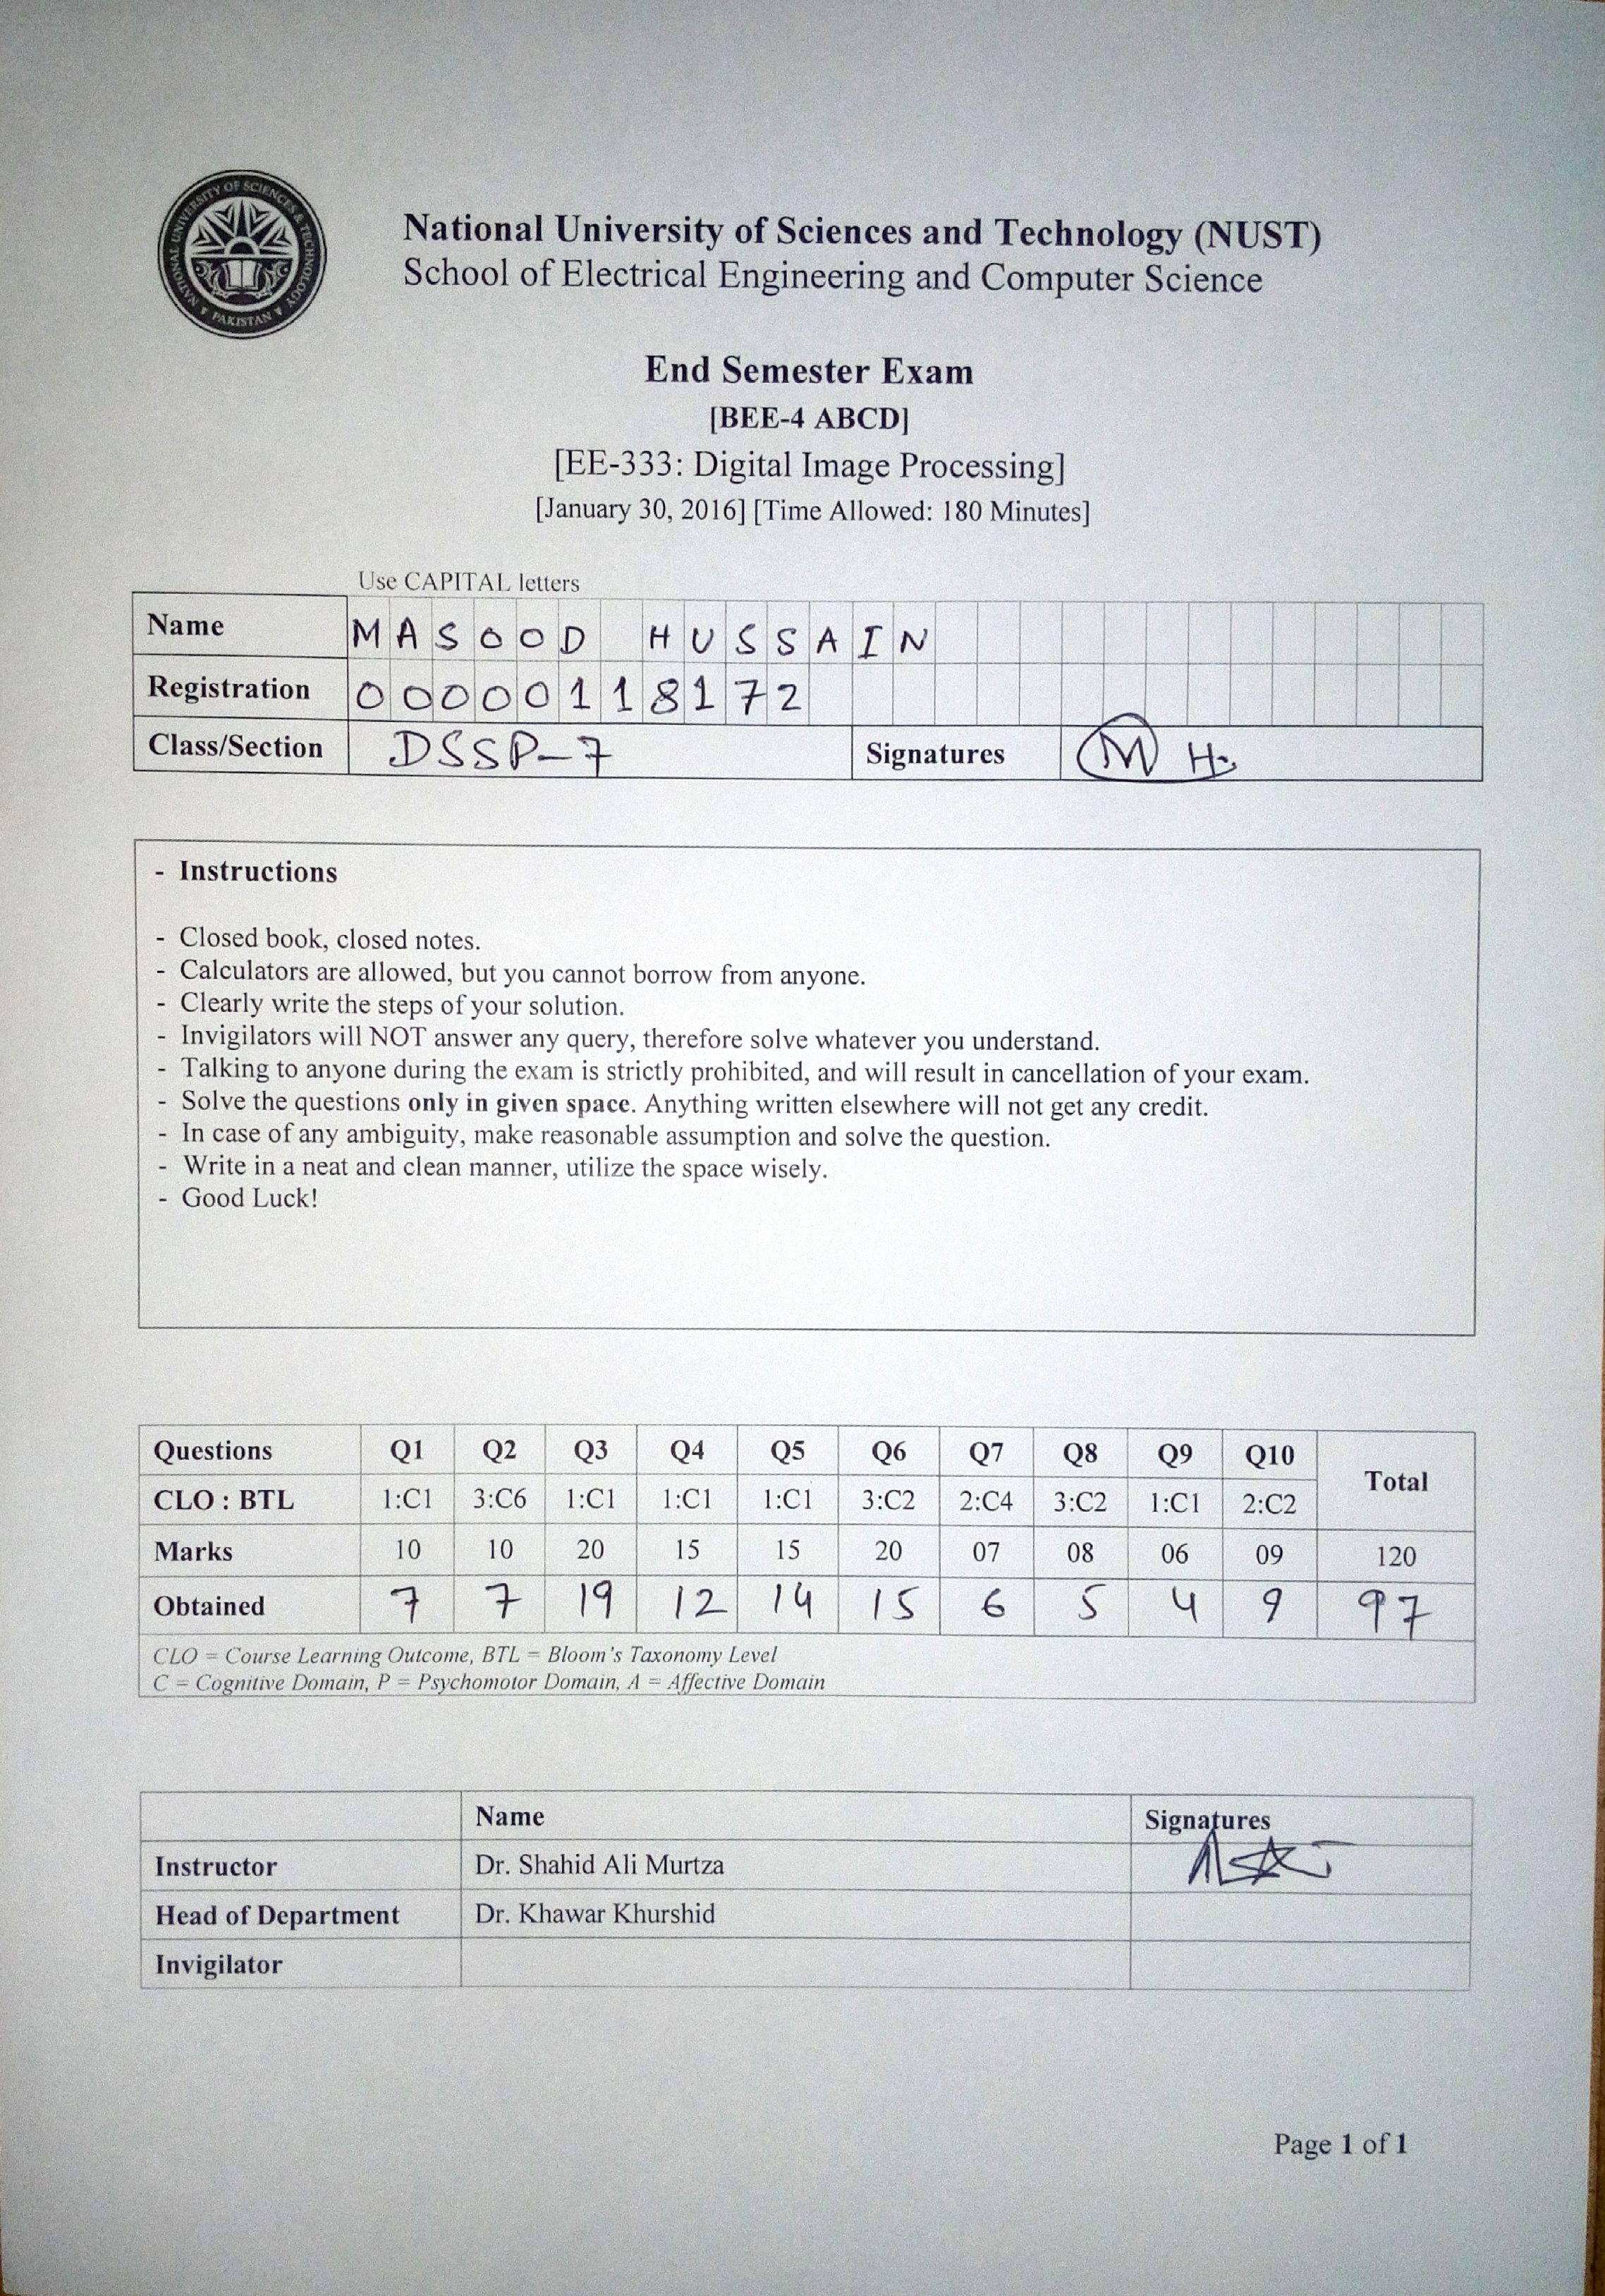 NATIONAL UNIVERSITY OF SCIENCES & TECHNOLOGY
PAKISTAN
National University of Sciences and Technology (NUST)
School of Electrical Engineering and Computer Science
End Semester Exam
[BEE-4 ABCD]
[EE-333: Digital Image Processing]
[January 30, 2016] [Time Allowed: 180 Minutes]
Use CAPITAL letters
Name MASOOD HUSSAIN
Registration 00000118172
Class/Section DSSP-7 Signatures M H.
- Instructions
- Closed book, closed notes.
- Calculators are allowed, but you cannot borrow from anyone.
- Clearly write the steps of your solution.
- Invigilators will NOT answer any query, therefore solve whatever you understand.
- Talking to anyone during the exam is strictly prohibited, and will result in cancellation of your exam.
- Solve the questions only in given space. Anything written elsewhere will not get any credit.
- In case of any ambiguity, make reasonable assumption and solve the question.
- Write in a neat and clean manner, utilize the space wisely.
- Good Luck!
Questions Q1 Q2 Q3 Q4 Q5 Q6 Q7 Q8 Q9 Q10 Total
CLO : BTL 1:C1 3:C6 1:C1 1:C1 1:C1 3:C2 2:C4 3:C2 1:C1 2:C2
Marks 10 10 20 15 15 20 07 08 06 09 120
Obtained 7 7 19 12 14 15 6 5 4 9 97
CLO = Course Learning Outcome, BTL = Bloom's Taxonomy Level
C = Cognitive Domain, P = Psychomotor Domain, A = Affective Domain
Name Signatures
Instructor Dr. Shahid Ali Murtza
Head of Department Dr. Khawar Khurshid
Invigilator
Page 1 of 1